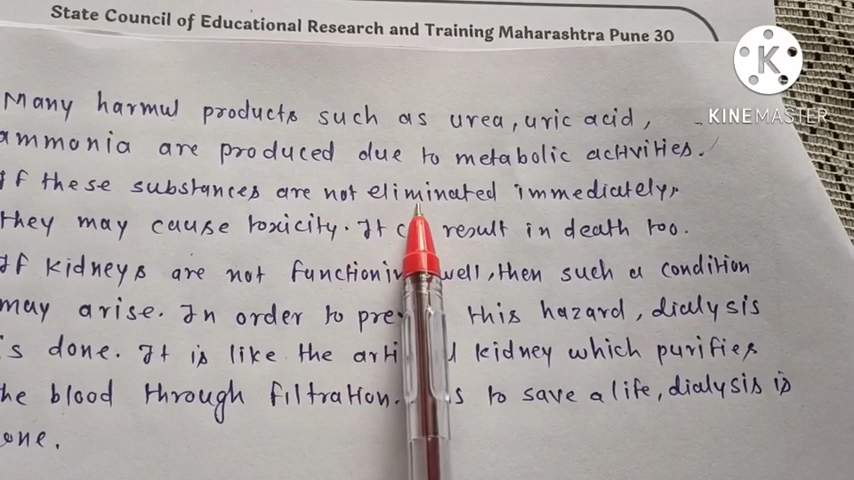 State Council of Educational Research and Training Maharashtra Pune 30
K
KINEMASTER
Many harmul products such as urea, uric acid,
ammonia are produced due to metabolic activities.
If these substances are not eliminated immediately,
they may cause toxicity. It result in death too.
If kidneys are not well, then such a condition
may arise. In order to this hazard, dialysis
is done. It is like the kidney which purifies
the blood through filtration. to save a life, dialysis is
done.